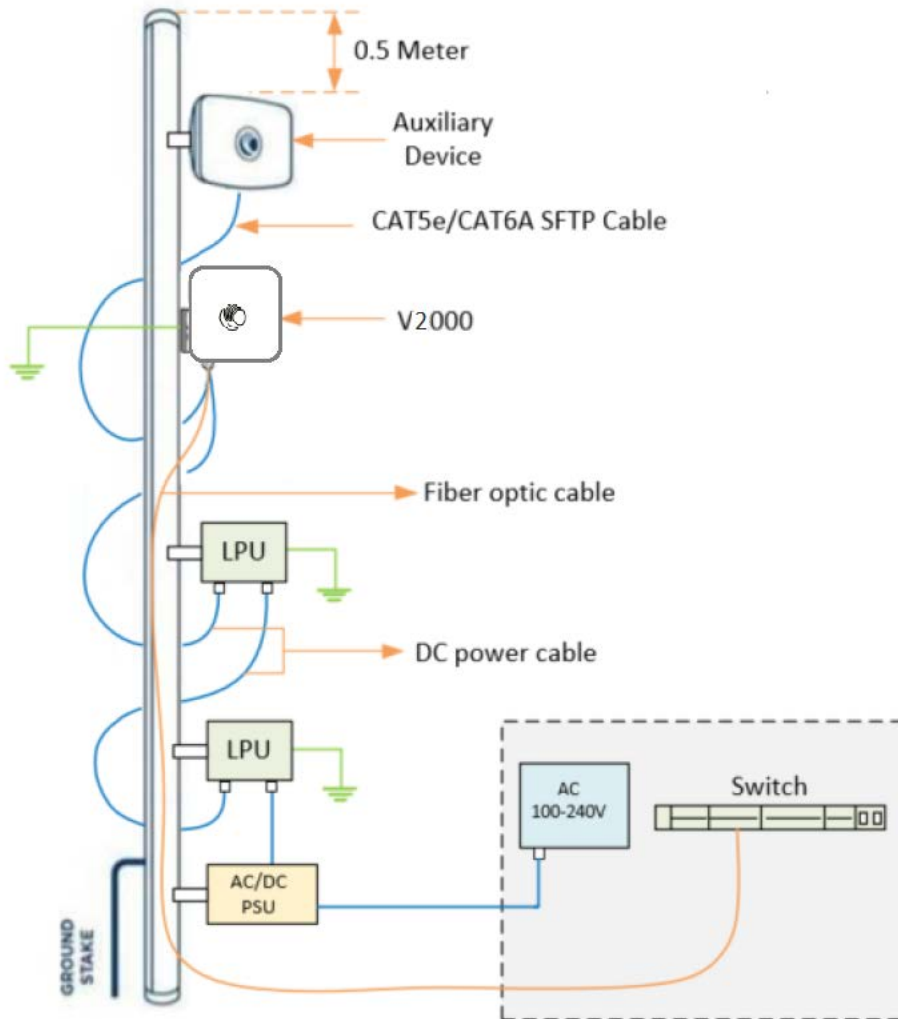 0.5 Meter
Auxiliary
Device
CAT5e/CAT6A SFTP Cable
V2000
Fiber optic cable
LPU
DC power cable
LPU
AC
100-240V
Switch
AC/DC
PSU
GROUND
STAKE